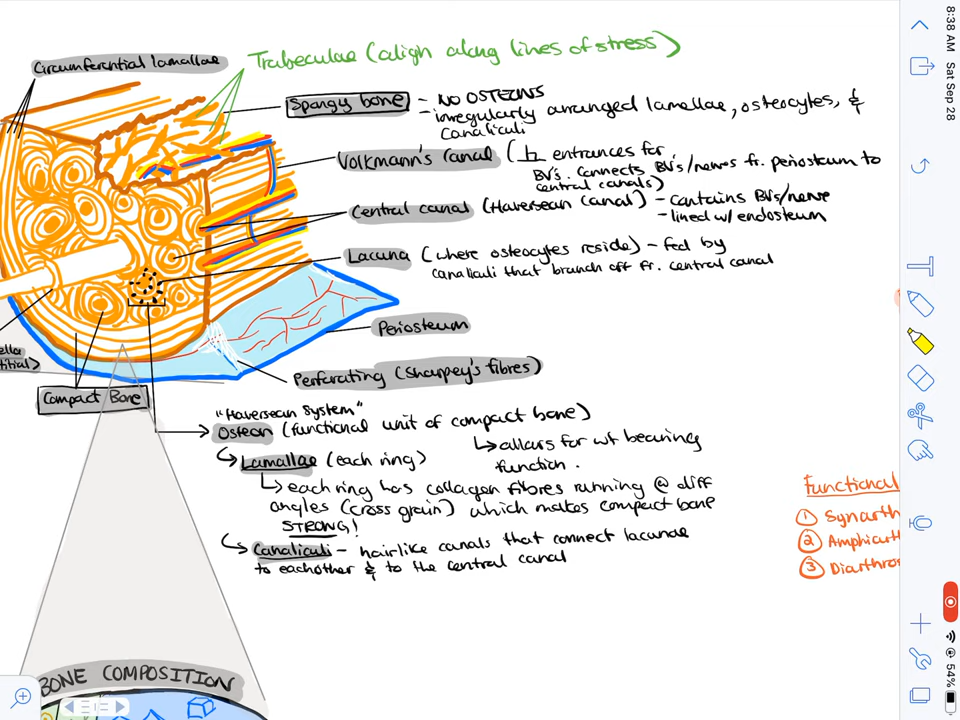 Circumferential lamallae
Trabeculae (align along lines of stress)
Spongy bone - NO OSTEONS
- irregularly arranged lamellae, osteocytes, &
canaliculi
Volkmann's Canal (⊥ entrances for
BV's. connects BV's/nerves fr. periosteum to
central canals)
Central canal (Haversean Canal) - contains BVs/nerve
- lined w/ endosteum
Lacuna (where osteocytes reside) - fed by
canaliculi that branch off fr. central canal
Periosteum
Perforating (Sharpey's fibres)
Compact Bone
"Haversean System"
Osteon (functional unit of compact bone)
↳ allows for wt bearing
function.
↳ Lamallae (each ring)
↳ each ring has collagen fibres running @ diff
angles (cross grain) which makes compact bone
STRONG!
↳ Canaliculi - hairlike canals that connect lacunae
to eachother & to the central canal
Functional
① Synarth
② Amphiarth
③ Diarthros
BONE COMPOSITION
8:38 AM Sat Sep 28
54%